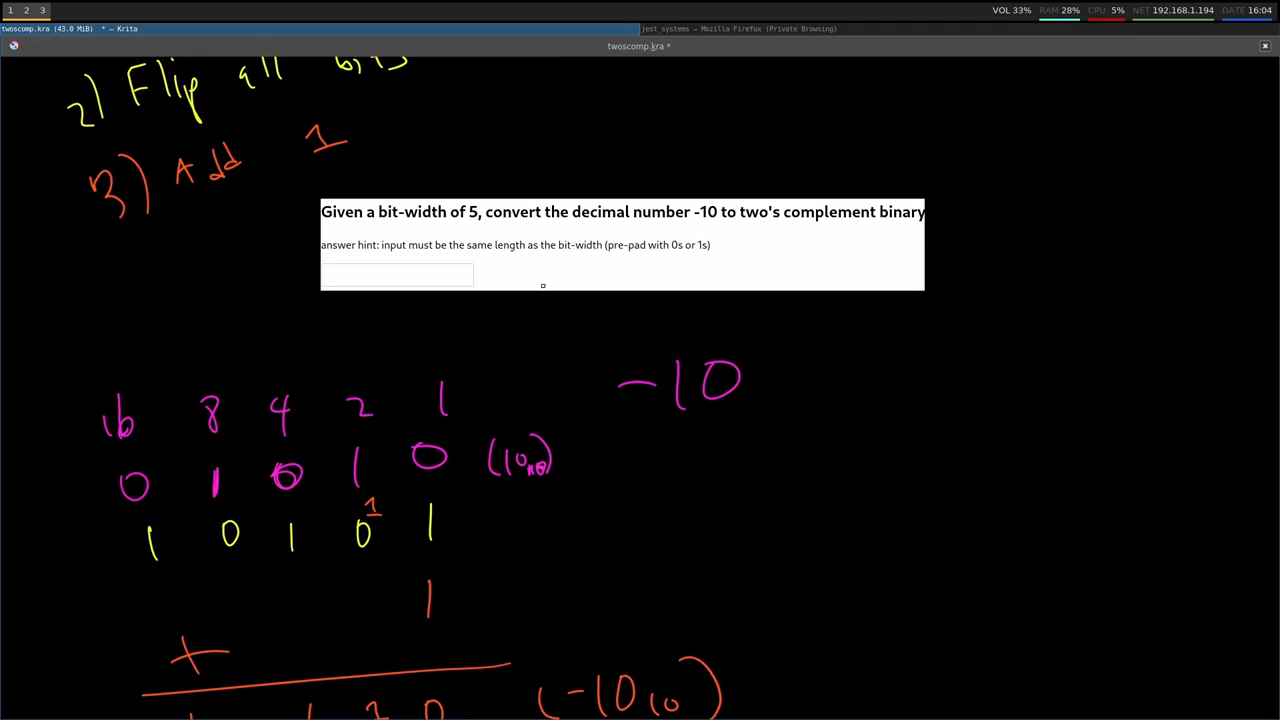 1 2 3
VOL 33% RAM 28% CPU 5% NET 192.168.1.194 DATE 16:04
twoscomp.kra (43.0 MiB) * — Krita
jest_systems — Mozilla Firefox (Private Browsing)
twoscomp.kra *
2) Flip all bits
3) Add 1
Given a bit-width of 5, convert the decimal number -10 to two's complement binary
answer hint: input must be the same length as the bit-width (pre-pad with 0s or 1s)
-10
16 8 4 2 1
0 1 0 1 0 (10₁₀)
1
1 0 1 0 1
1
+
(-10₁₀)